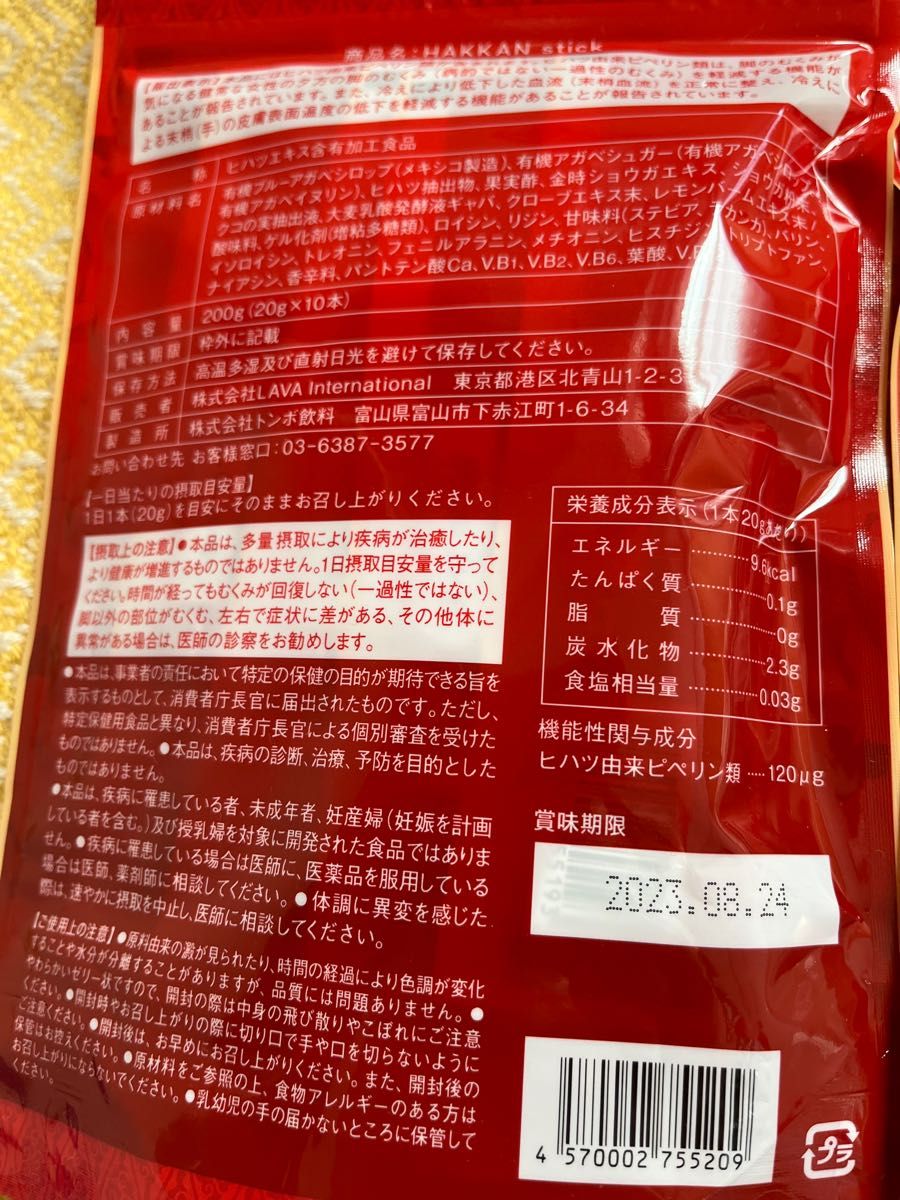 商品名:HAKKAN stick
由来ピペリン類は、脚のむくみが
気になる健常な女性の夕方の脚のむくみ(病的ではない一過性のむくみ)を軽減する機能が
あることが報告されています。また、冷えにより低下した血流(末梢血流)を正常に整え、冷えに
よる末梢(手)の皮膚表面温度の低下を軽減する機能があることが報告されています。
名称 ヒハツエキス含有加工食品
原材料名 有機ブルーアガベシロップ(メキシコ製造)、有機アガベシュガー(有機アガベシロップ、
有機アガベイヌリン)、ヒハツ抽出物、果実酢、金時ショウガエキス、ショウガ
クコの実抽出液、大麦乳酸発酵液ギャバ、クローブエキス末、レモンバームエキス末/
酸味料、ゲル化剤(増粘多糖類)、ロイシン、リジン、甘味料(ステビア、カンカ)、バリン、
イソロイシン、トレオニン、フェニルアラニン、メチオニン、ヒスチジン、トリプトファン、
ナイアシン、香辛料、パントテン酸Ca、V.B1、V.B2、V.B6、葉酸、
内容量 200g(20g×10本)
賞味期限 枠外に記載
保存方法 高温多湿及び直射日光を避けて保存してください。
販売者 株式会社LAVA International 東京都港区北青山1-2-3
製造所 株式会社トンボ飲料 富山県富山市下赤江町1-6-34
お問い合わせ先 お客様窓口:03-6387-3577
【一日当たりの摂取目安量】
1日1本(20g)を目安にそのままお召し上がりください。
【摂取上の注意】●本品は、多量摂取により疾病が治癒したり、
より健康が増進するものではありません。1日摂取目安量を守って
ください。時間が経ってもむくみが回復しない(一過性ではない)、
脚以外の部位がむくむ、左右で症状に差がある、その他体に
異常がある場合は、医師の診察をお勧めします。
●本品は、事業者の責任において特定の保健の目的が期待できる旨を
表示するものとして、消費者庁長官に届出されたものです。ただし、
特定保健用食品と異なり、消費者庁長官による個別審査を受けた
ものではありません。●本品は、疾病の診断、治療、予防を目的とした
ものではありません。
●本品は、疾病に罹患している者、未成年者、妊産婦(妊娠を計画
している者を含む。)及び授乳婦を対象に開発された食品ではありま
せん。●疾病に罹患している場合は医師に、医薬品を服用している
場合は医師、薬剤師に相談してください。●体調に異変を感じた
際は、速やかに摂取を中止し、医師に相談してください。
【ご使用上の注意】●原料由来の澱が見られたり、時間の経過により色調が変化
することや水分が分離することがありますが、品質には問題ありません。●
やわらかいゼリー状ですので、開封の際は中身の飛び散りやこぼれにご注意
ください。●開封時やお召し上がりの際に切り口で手や口を切らないように
ご注意ください。●開封後は、お早めにお召し上がりください。また、開封後の
保管はお控えください。●原材料をご参照の上、食物アレルギーのある方は
お召し上がりにならないでください。●乳幼児の手の届かないところに保管して
ください。
栄養成分表示(1本20gあたり)
エネルギー…………9.6kcal
たんぱく質…………0.1g
脂質…………0g
炭水化物…………2.3g
食塩相当量…………0.03g
機能性関与成分
ヒハツ由来ピペリン類……120μg
賞味期限
2023.08.24
4 570002 755209
プラ